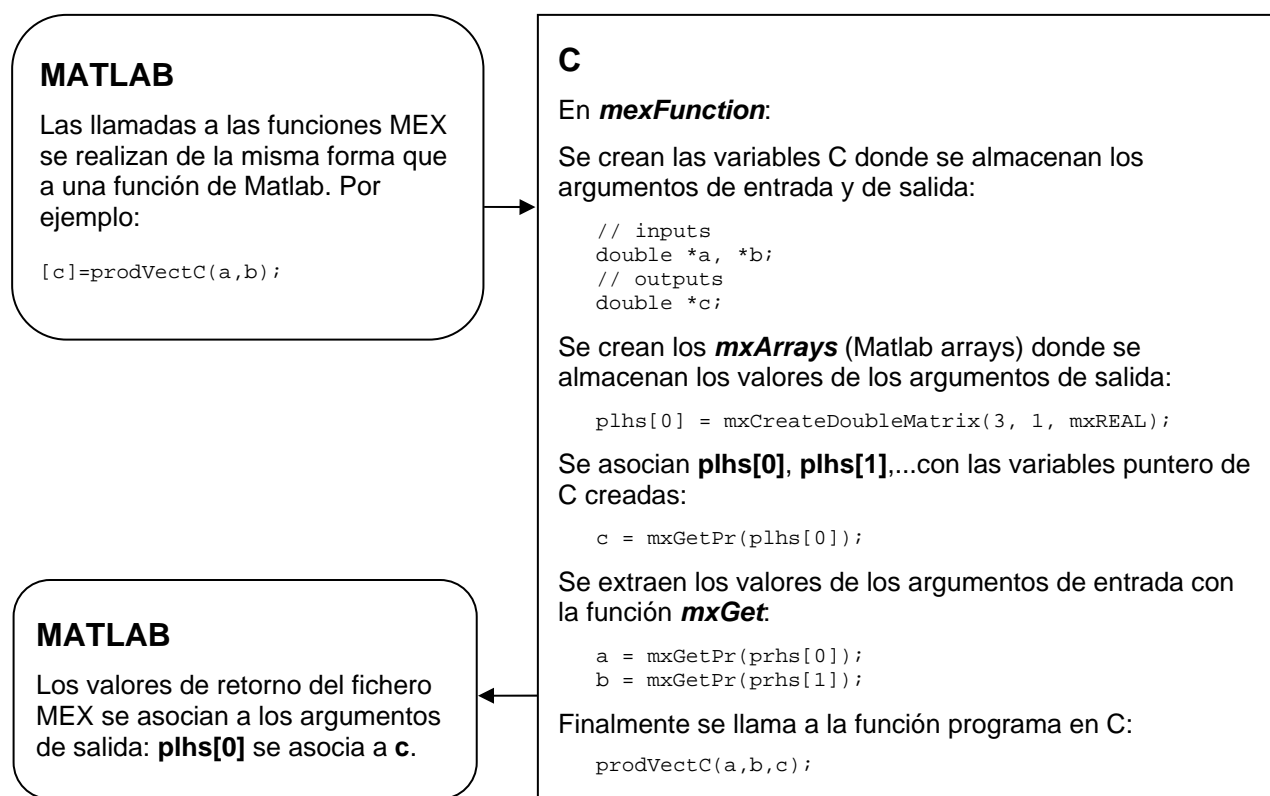 MATLAB
Las llamadas a las funciones MEX
se realizan de la misma forma que
a una función de Matlab. Por
ejemplo:
[c]=prodVectC(a,b);
C
En mexFunction:
Se crean las variables C donde se almacenan los
argumentos de entrada y de salida:
// inputs
double *a, *b;
// outputs
double *c;
Se crean los mxArrays (Matlab arrays) donde se
almacenan los valores de los argumentos de salida:
plhs[0] = mxCreateDoubleMatrix(3, 1, mxREAL);
Se asocian plhs[0], plhs[1],...con las variables puntero de
C creadas:
c = mxGetPr(plhs[0]);
Se extraen los valores de los argumentos de entrada con
la función mxGet:
a = mxGetPr(prhs[0]);
b = mxGetPr(prhs[1]);
Finalmente se llama a la función programa en C:
prodVectC(a,b,c);
MATLAB
Los valores de retorno del fichero
MEX se asocian a los argumentos
de salida: plhs[0] se asocia a c.